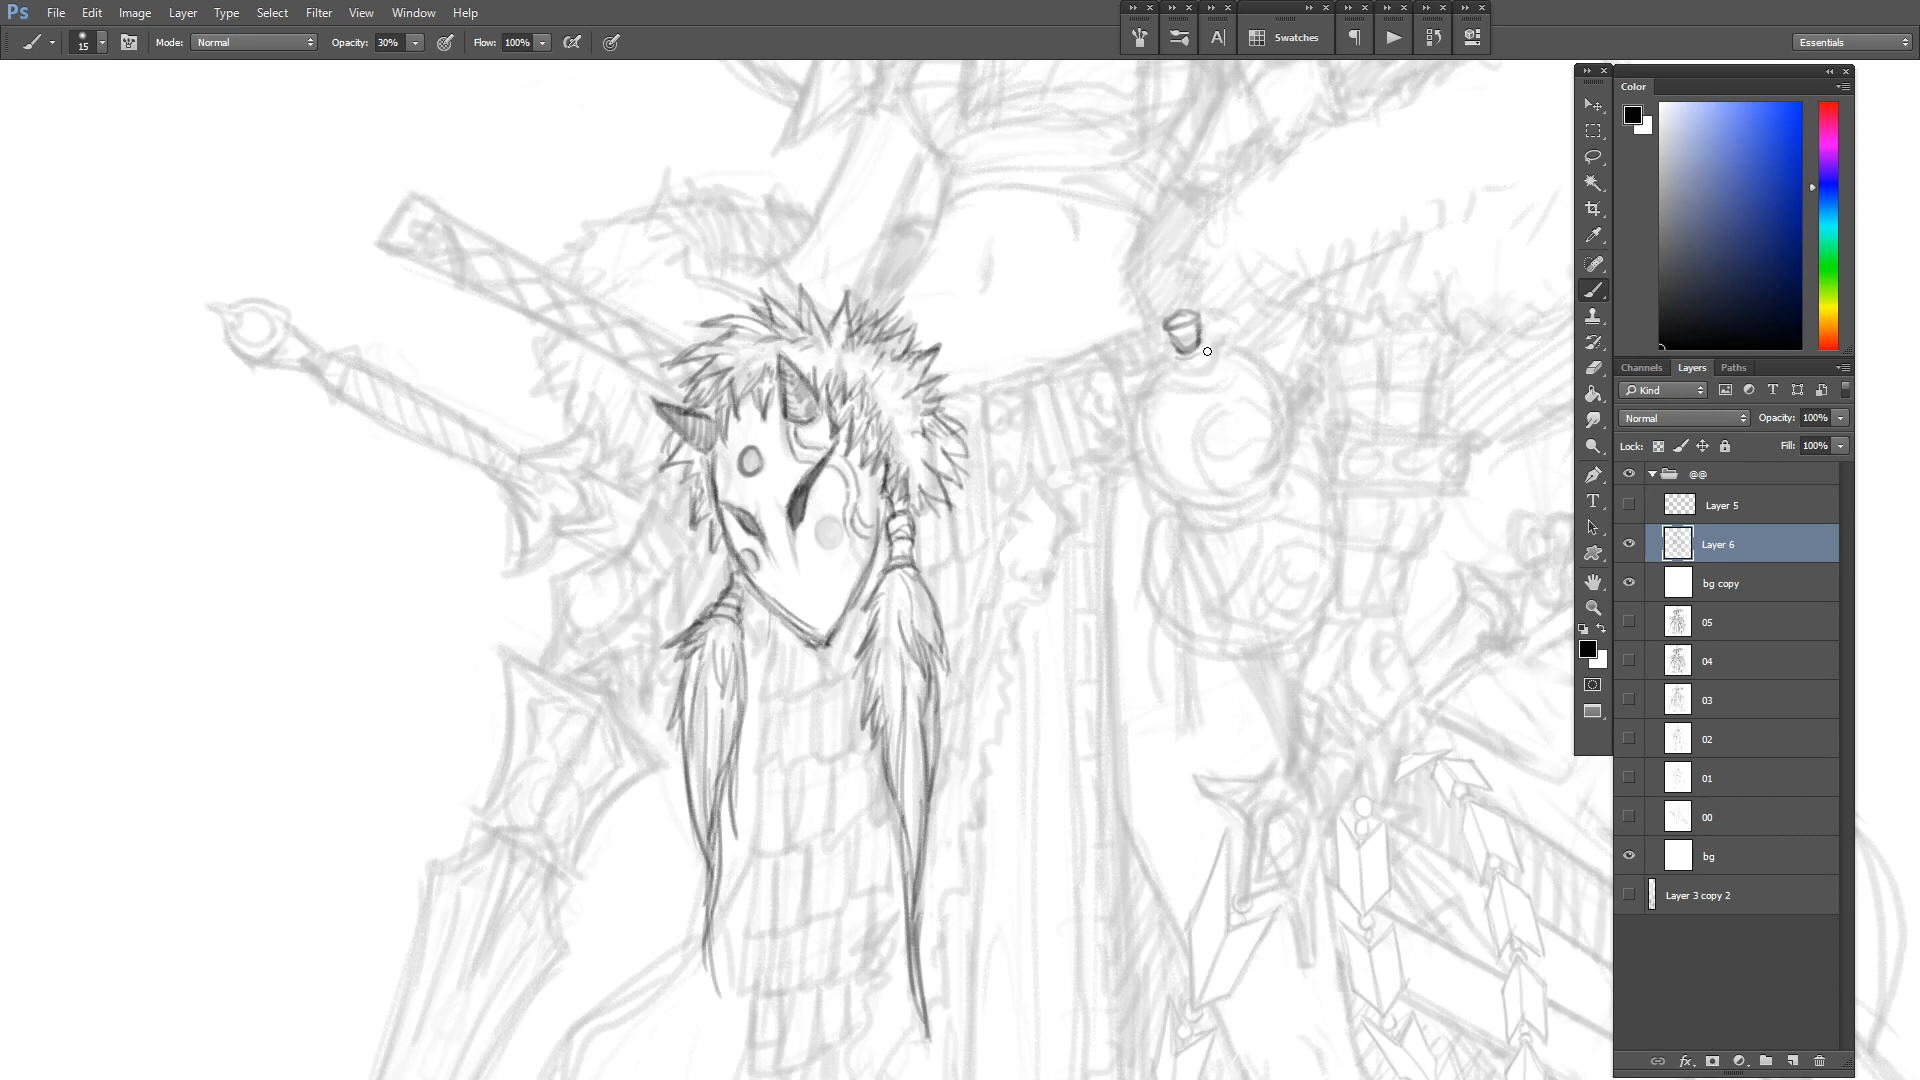 Ps File Edit Image Layer Type Select Filter View Window Help
15 Mode: Normal Opacity: 30% Flow: 100% Swatches Essentials
Color
Channels Layers Paths
Kind
Normal Opacity: 100%
Lock: Fill: 100%
@@
Layer 5
Layer 6
bg copy
05
04
03
02
01
00
bg
Layer 3 copy 2
fx